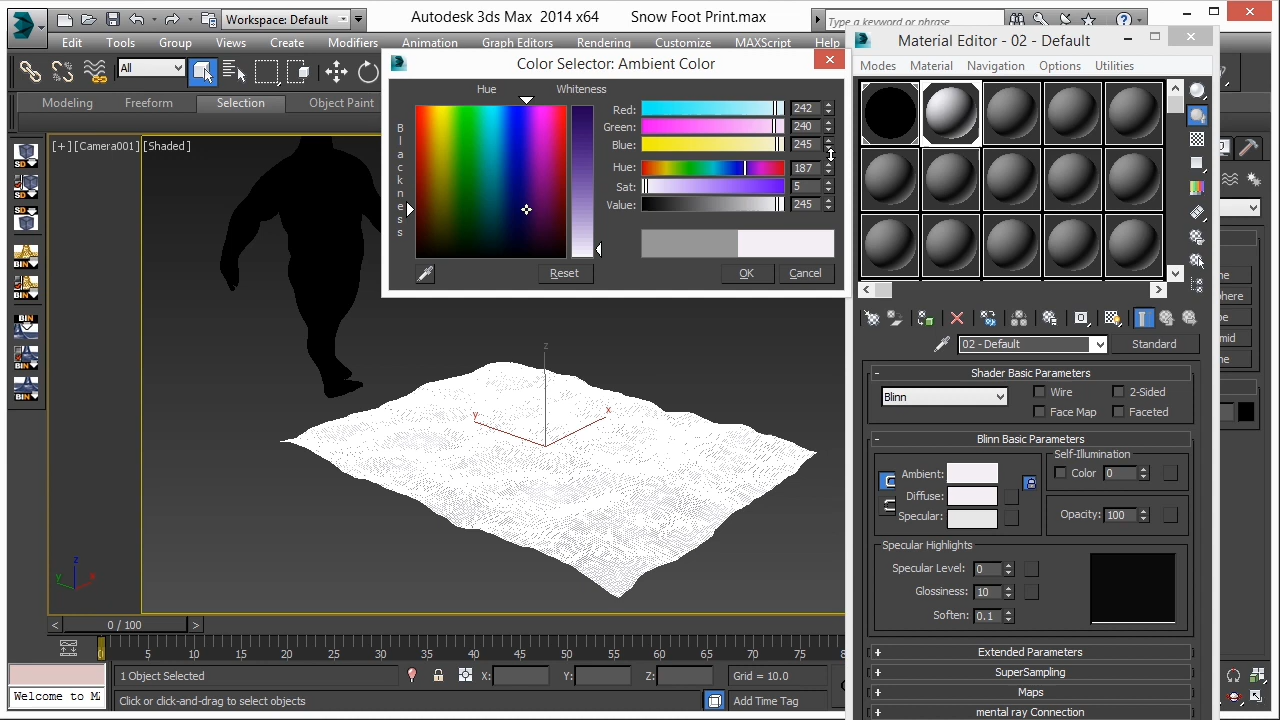 Workspace: Default
Autodesk 3ds Max 2014 x64 Snow Foot Print.max
Type a keyword or phrase
Edit Tools Group Views Create Modifiers Animation Graph Editors Rendering Customize MAXScript Help
All
Modeling Freeform Selection Object Paint
[+][Camera001][Shaded]
Color Selector: Ambient Color
Hue Whiteness
Blackness
Red: 242
Green: 240
Blue: 245
Hue: 187
Sat: 5
Value: 245
Reset OK Cancel
Material Editor - 02 - Default
Modes Material Navigation Options Utilities
02 - Default Standard
- Shader Basic Parameters
Blinn Wire 2-Sided
Face Map Faceted
- Blinn Basic Parameters
Self-Illumination
Ambient: Color 0
Diffuse:
Specular: Opacity: 100
Specular Highlights
Specular Level: 0
Glossiness: 10
Soften: 0.1
+ Extended Parameters
+ SuperSampling
+ Maps
+ mental ray Connection
SD
SD
SD
BIN
BIN
BIN
z
y x
z
y x
< 0 / 100 >
0 5 10 15 20 25 30 35 40 45 50 55 60 65 70 75 80
1 Object Selected X: Y: Z: Grid = 10.0
Welcome to M
Click or click-and-drag to select objects Add Time Tag